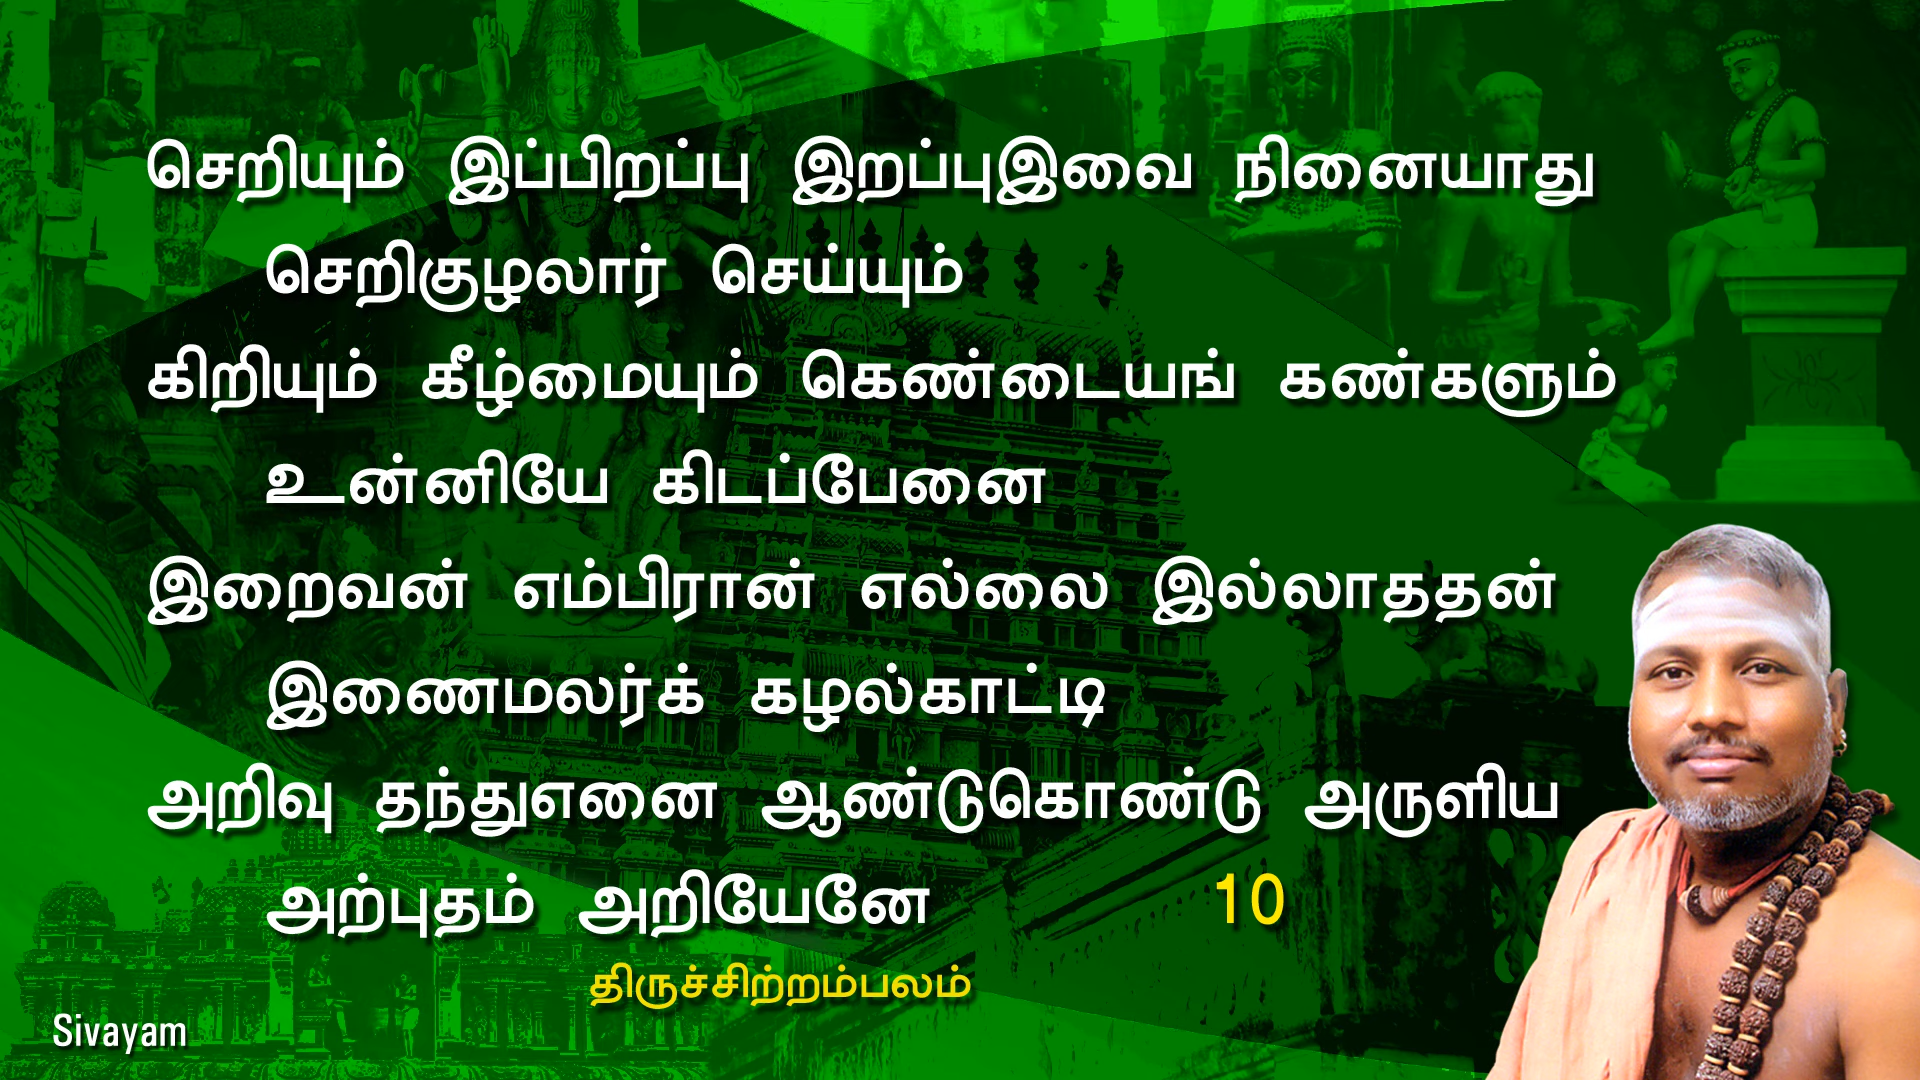 செறியும் இப்பிறப்பு இறப்புஇவை நினையாது
செறிகுழலார் செய்யும்
கிறியும் கீழ்மையும் கெண்டையங் கண்களும்
உன்னியே கிடப்பேனை
இறைவன் எம்பிரான் எல்லை இல்லாததன்
இணைமலர்க் கழல்காட்டி
அறிவு தந்துஎனை ஆண்டுகொண்டு அருளிய
அற்புதம் அறியேனே 10
திருச்சிற்றம்பலம்
Sivayam